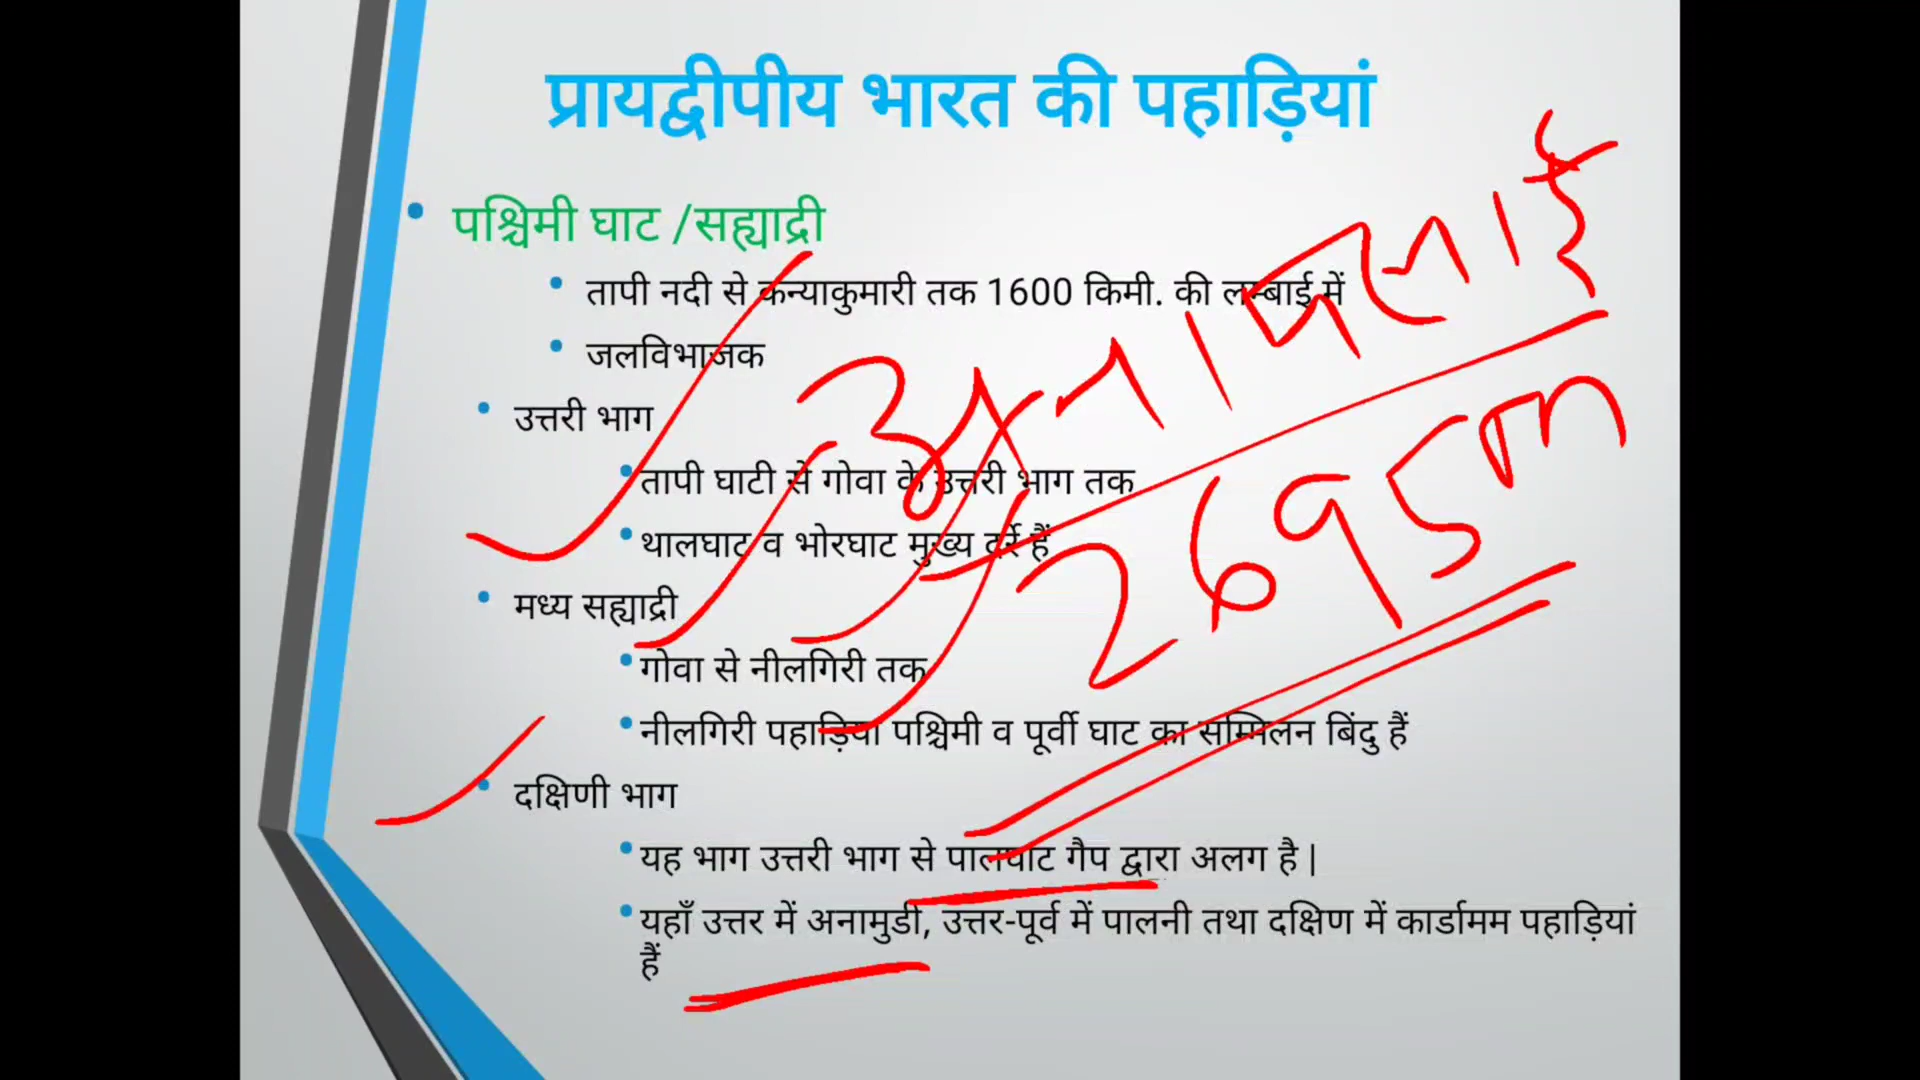 प्रायद्वीपीय भारत की पहाड़ियां
पश्चिमी घाट /सह्याद्री
तापी नदी से कन्याकुमारी तक 1600 किमी. की लम्बाई में
जलविभाजक
उत्तरी भाग
तापी घाटी से गोवा के उत्तरी भाग तक
थालघाट व भोरघाट मुख्य दर्रे हैं
मध्य सह्याद्री
गोवा से नीलगिरी तक
नीलगिरी पहाड़िया पश्चिमी व पूर्वी घाट का सम्मिलन बिंदु हैं
दक्षिणी भाग
यह भाग उत्तरी भाग से पालघाट गैप द्वारा अलग है |
यहाँ उत्तर में अनामुडी, उत्तर-पूर्व में पालनी तथा दक्षिण में कार्डामम पहाड़ियां
हैं
2695m